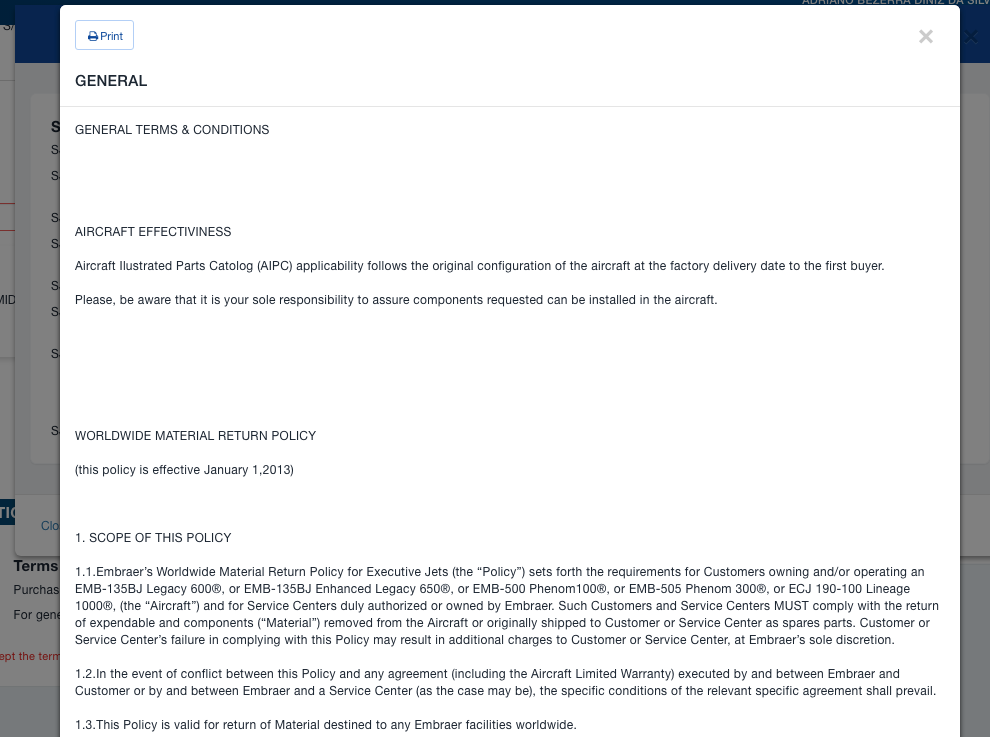 ADRIANO BEZERRA DINIZ DA SILV
Print
×
GENERAL
GENERAL TERMS & CONDITIONS
AIRCRAFT EFFECTIVINESS
Aircraft Ilustrated Parts Catolog (AIPC) applicability follows the original configuration of the aircraft at the factory delivery date to the first buyer.
Please, be aware that it is your sole responsibility to assure components requested can be installed in the aircraft.
WORLDWIDE MATERIAL RETURN POLICY
(this policy is effective January 1,2013)
1. SCOPE OF THIS POLICY
1.1.Embraer’s Worldwide Material Return Policy for Executive Jets (the “Policy”) sets forth the requirements for Customers owning and/or operating an
EMB-135BJ Legacy 600®, or EMB-135BJ Enhanced Legacy 650®, or EMB-500 Phenom100®, or EMB-505 Phenom 300®, or ECJ 190-100 Lineage
1000®, (the “Aircraft”) and for Service Centers duly authorized or owned by Embraer. Such Customers and Service Centers MUST comply with the return
of expendable and components (“Material”) removed from the Aircraft or originally shipped to Customer or Service Center as spares parts. Customer or
Service Center’s failure in complying with this Policy may result in additional charges to Customer or Service Center, at Embraer’s sole discretion.
1.2.In the event of conflict between this Policy and any agreement (including the Aircraft Limited Warranty) executed by and between Embraer and
Customer or by and between Embraer and a Service Center (as the case may be), the specific conditions of the relevant specific agreement shall prevail.
1.3.This Policy is valid for return of Material destined to any Embraer facilities worldwide.
Clo
Terms
Purchas
For gene
ept the term